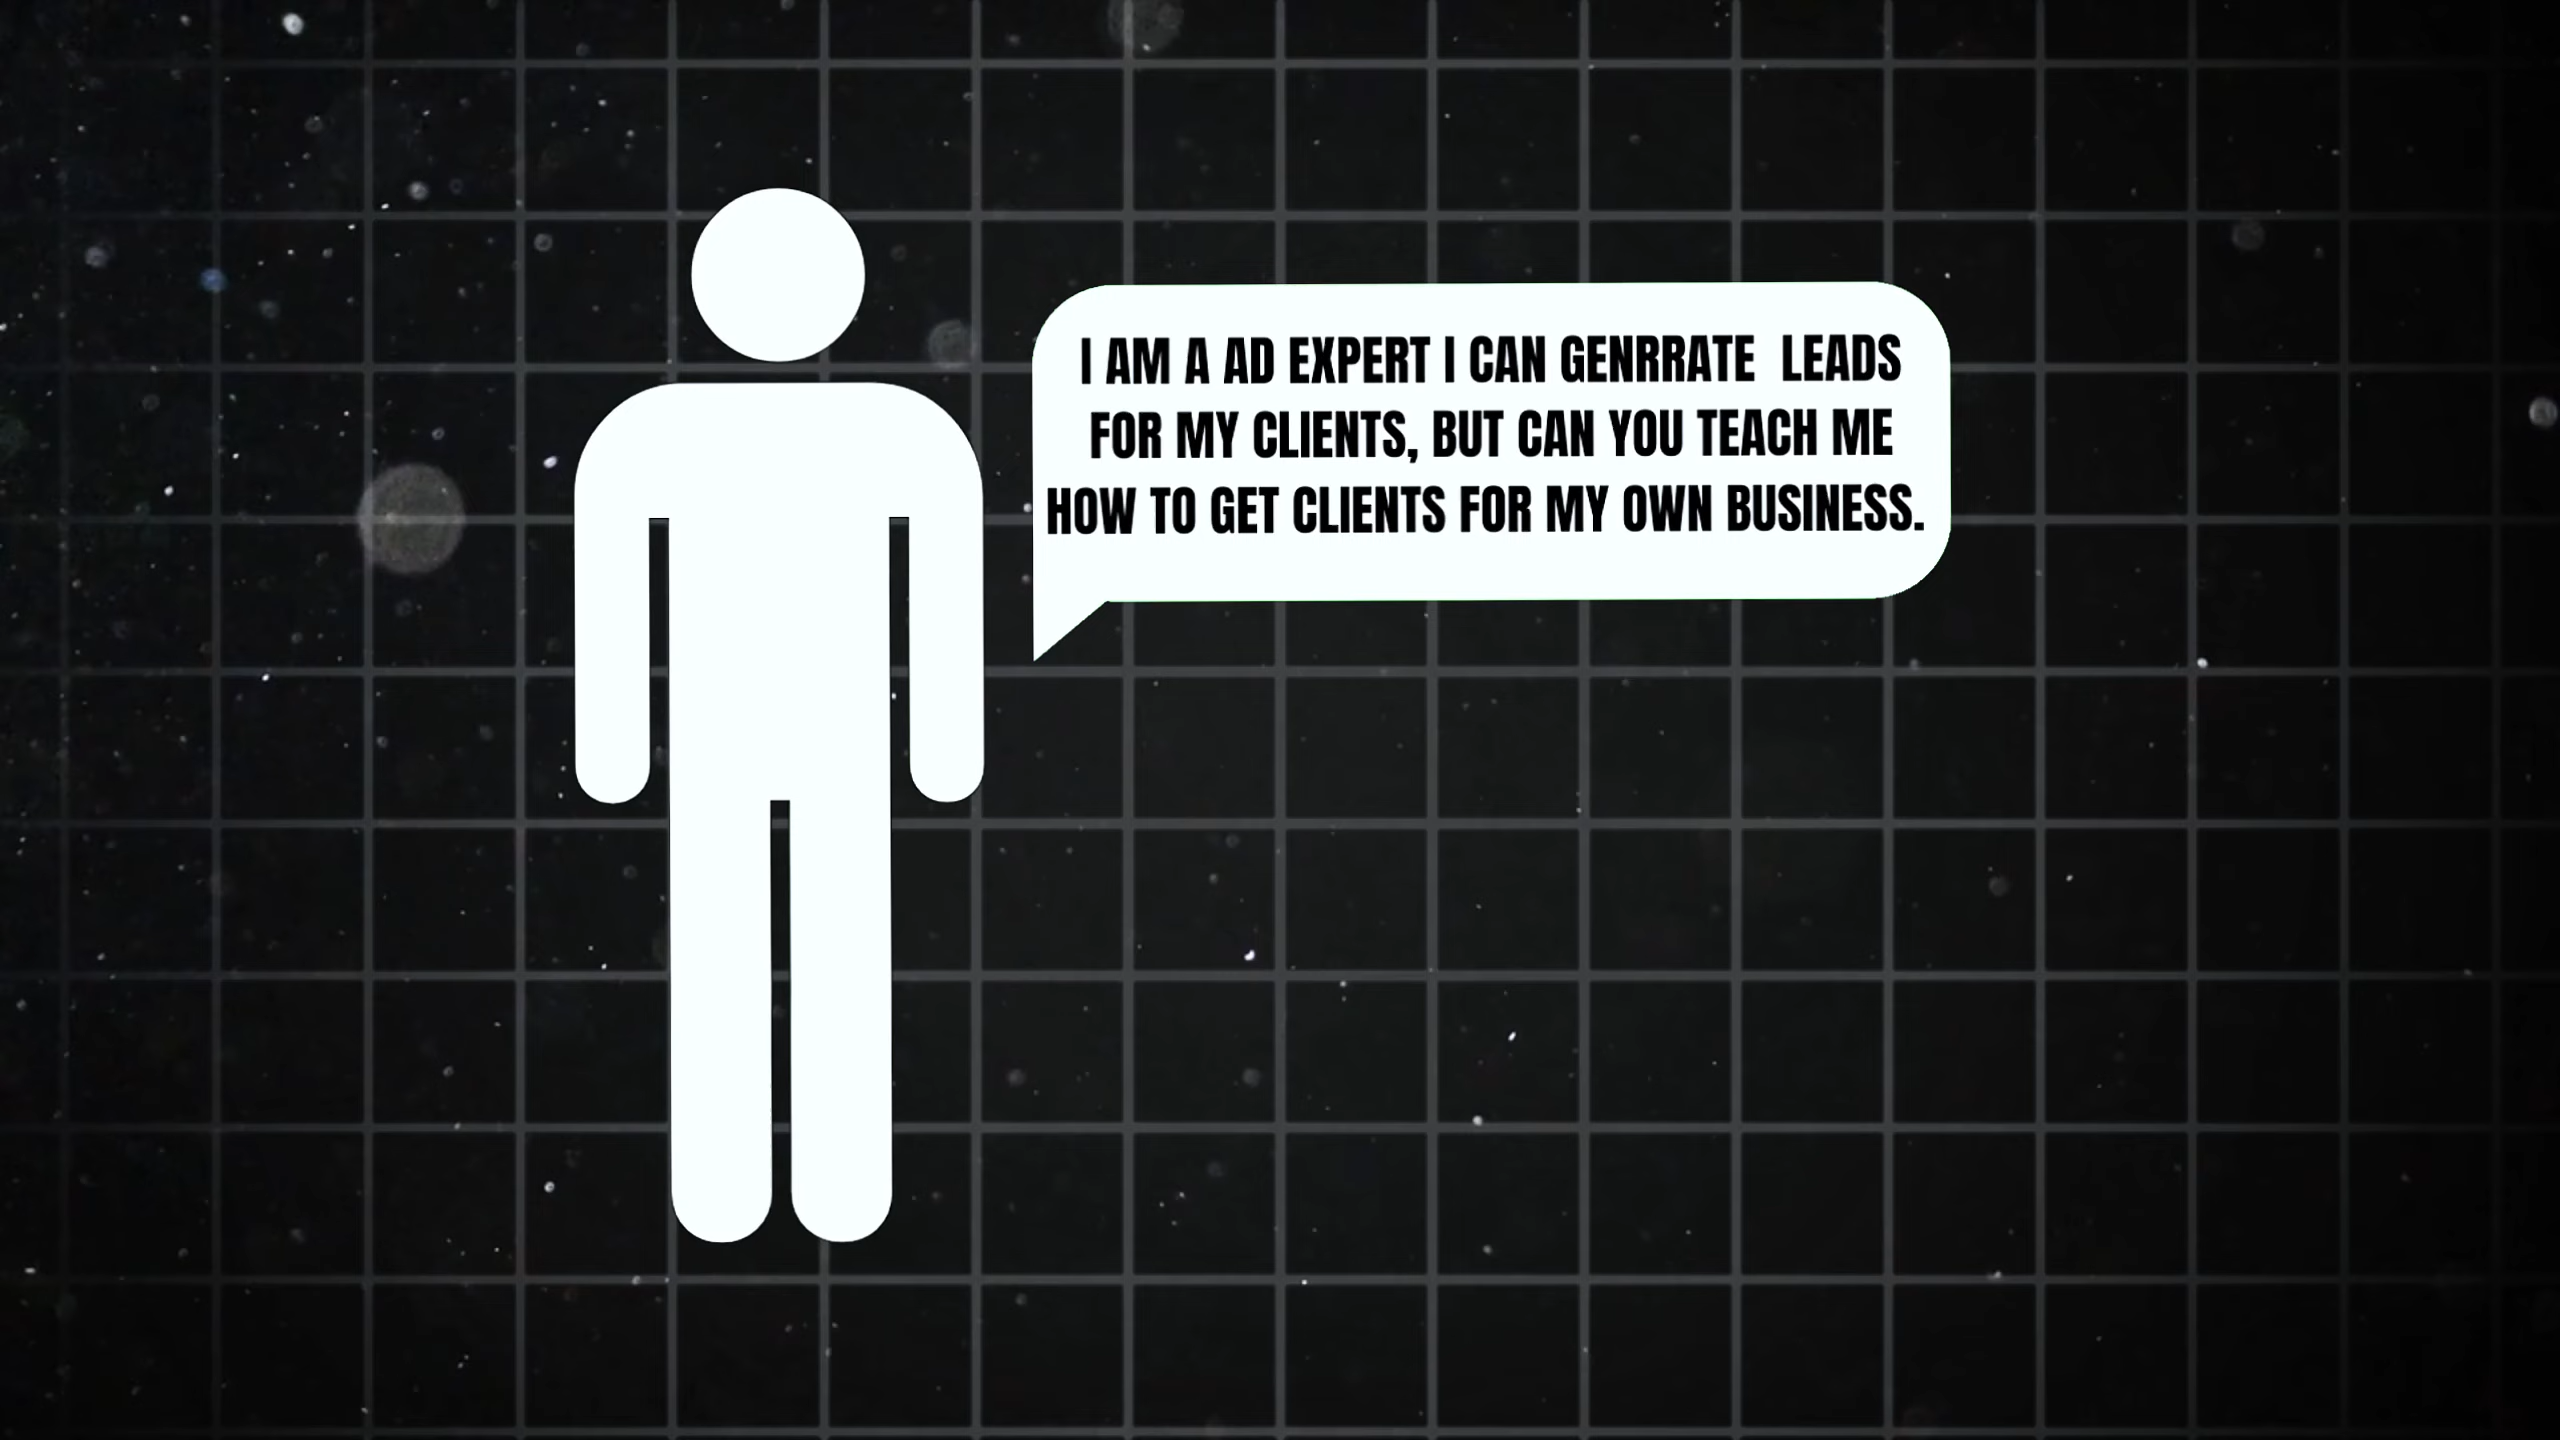 I AM A AD EXPERT I CAN GENRRATE  LEADS
FOR MY CLIENTS, BUT CAN YOU TEACH ME
HOW TO GET CLIENTS FOR MY OWN BUSINESS.